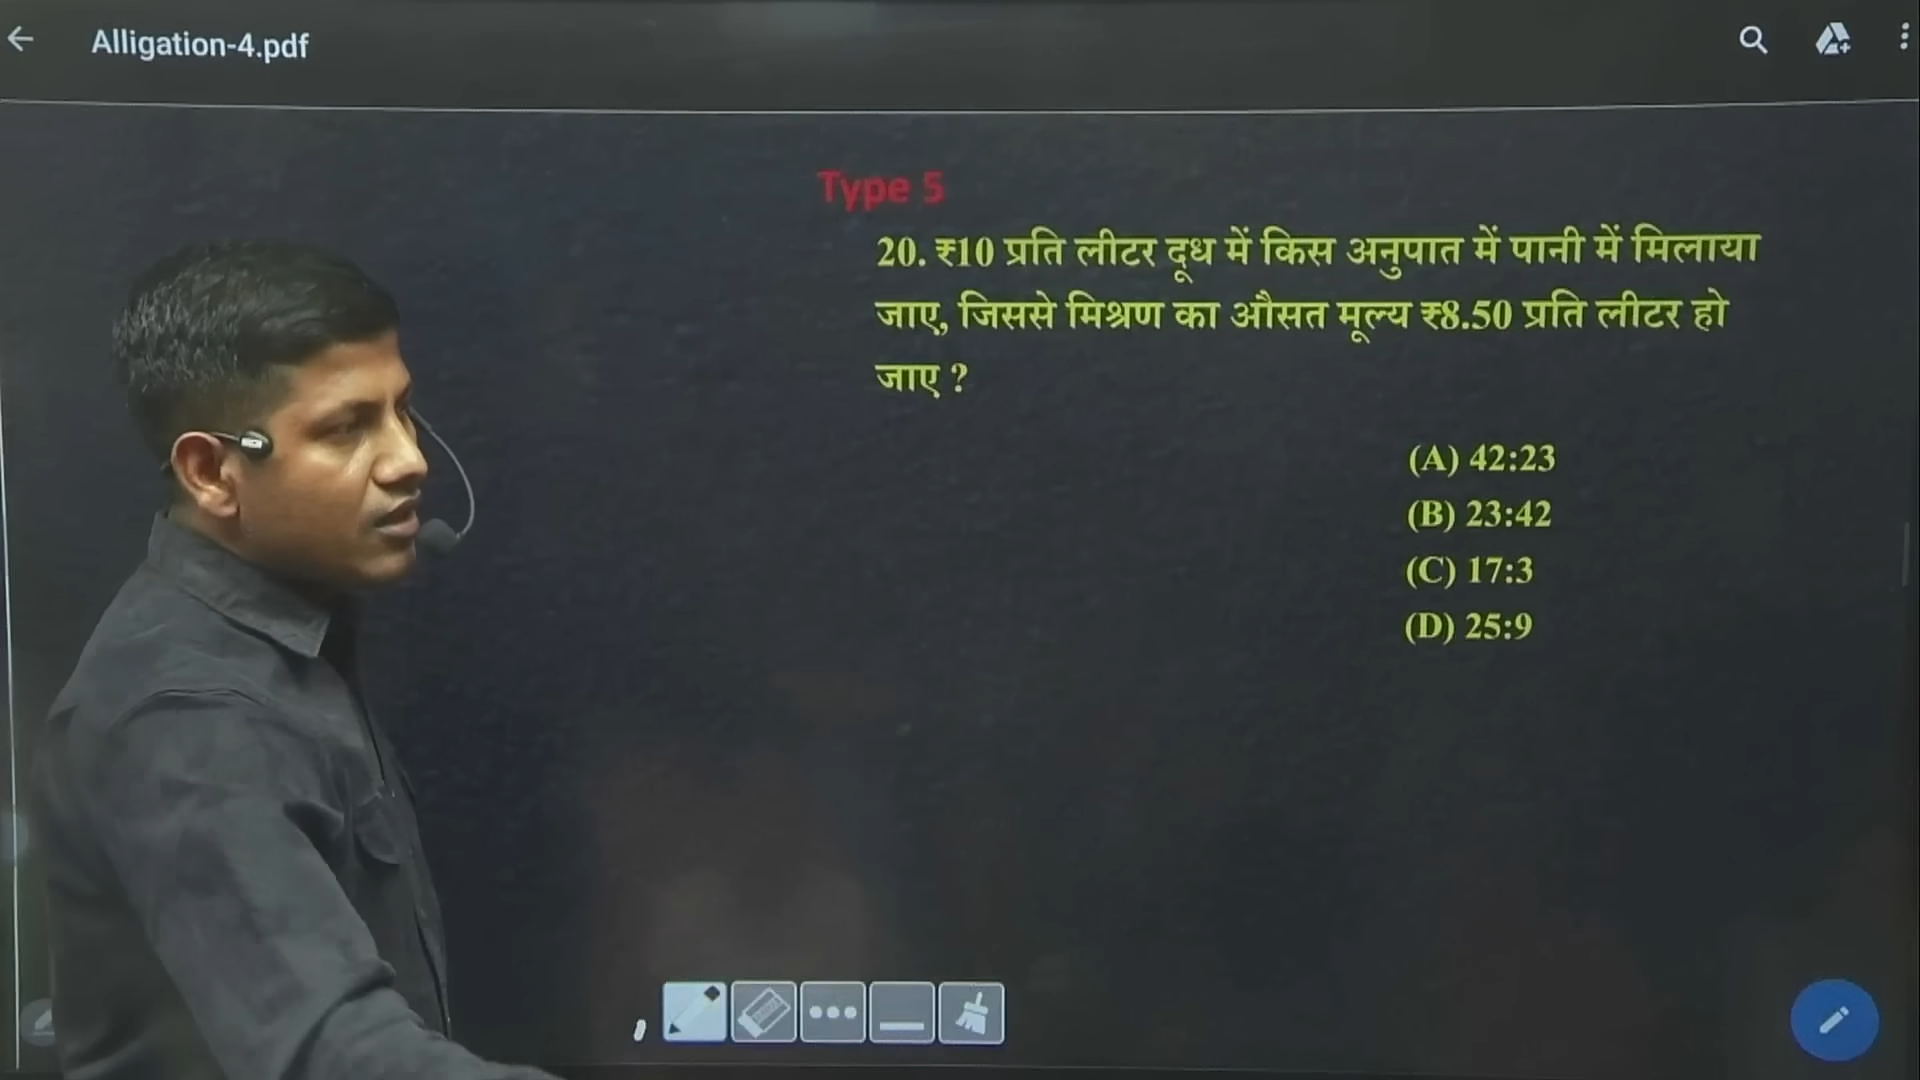 Alligation-4.pdf
Type 5
20. ₹10 प्रति लीटर दूध में किस अनुपात में पानी में मिलाया
जाए, जिससे मिश्रण का औसत मूल्य ₹8.50 प्रति लीटर हो
जाए ?
(A) 42:23
(B) 23:42
(C) 17:3
(D) 25:9